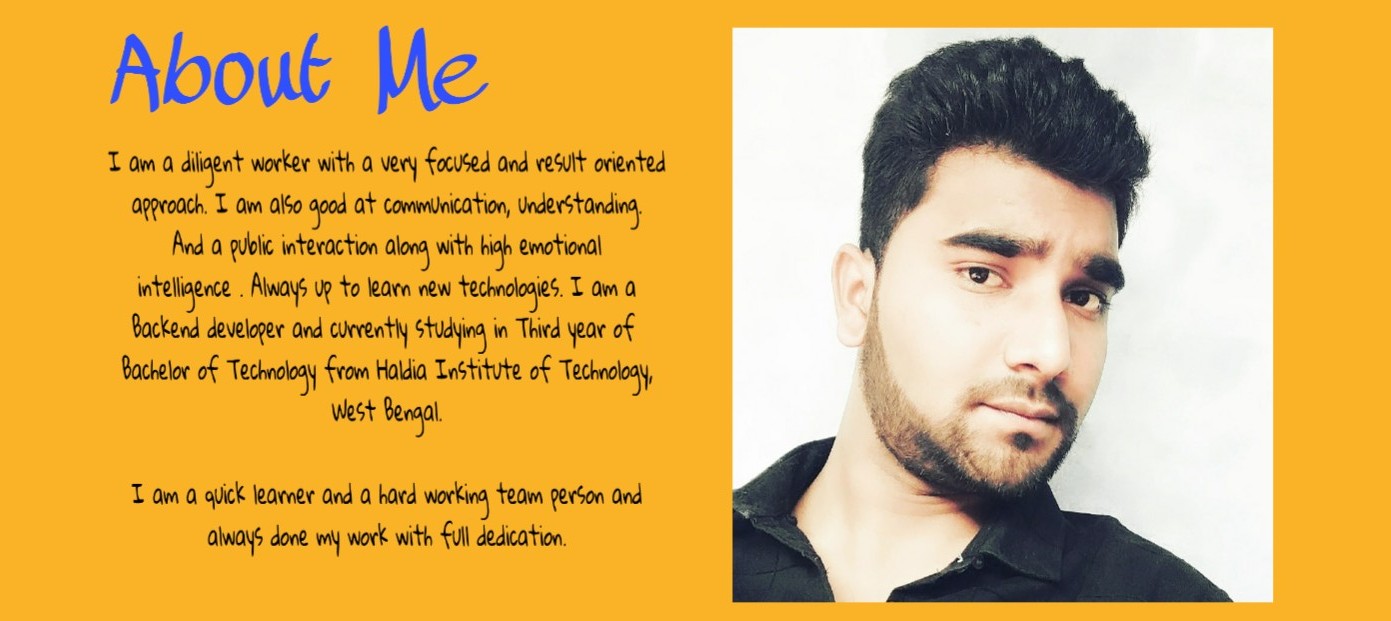 About Me
I am a diligent worker with a very focused and result oriented
approach. I am also good at communication, understanding.
And a public interaction along with high emotional
intelligence . Always up to learn new technologies. I am a
Backend developer and currently studying in Third year of
Bachelor of Technology from Haldia Institute of Technology,
West Bengal.
I am a quick learner and a hard working team person and
always done my work with full dedication.